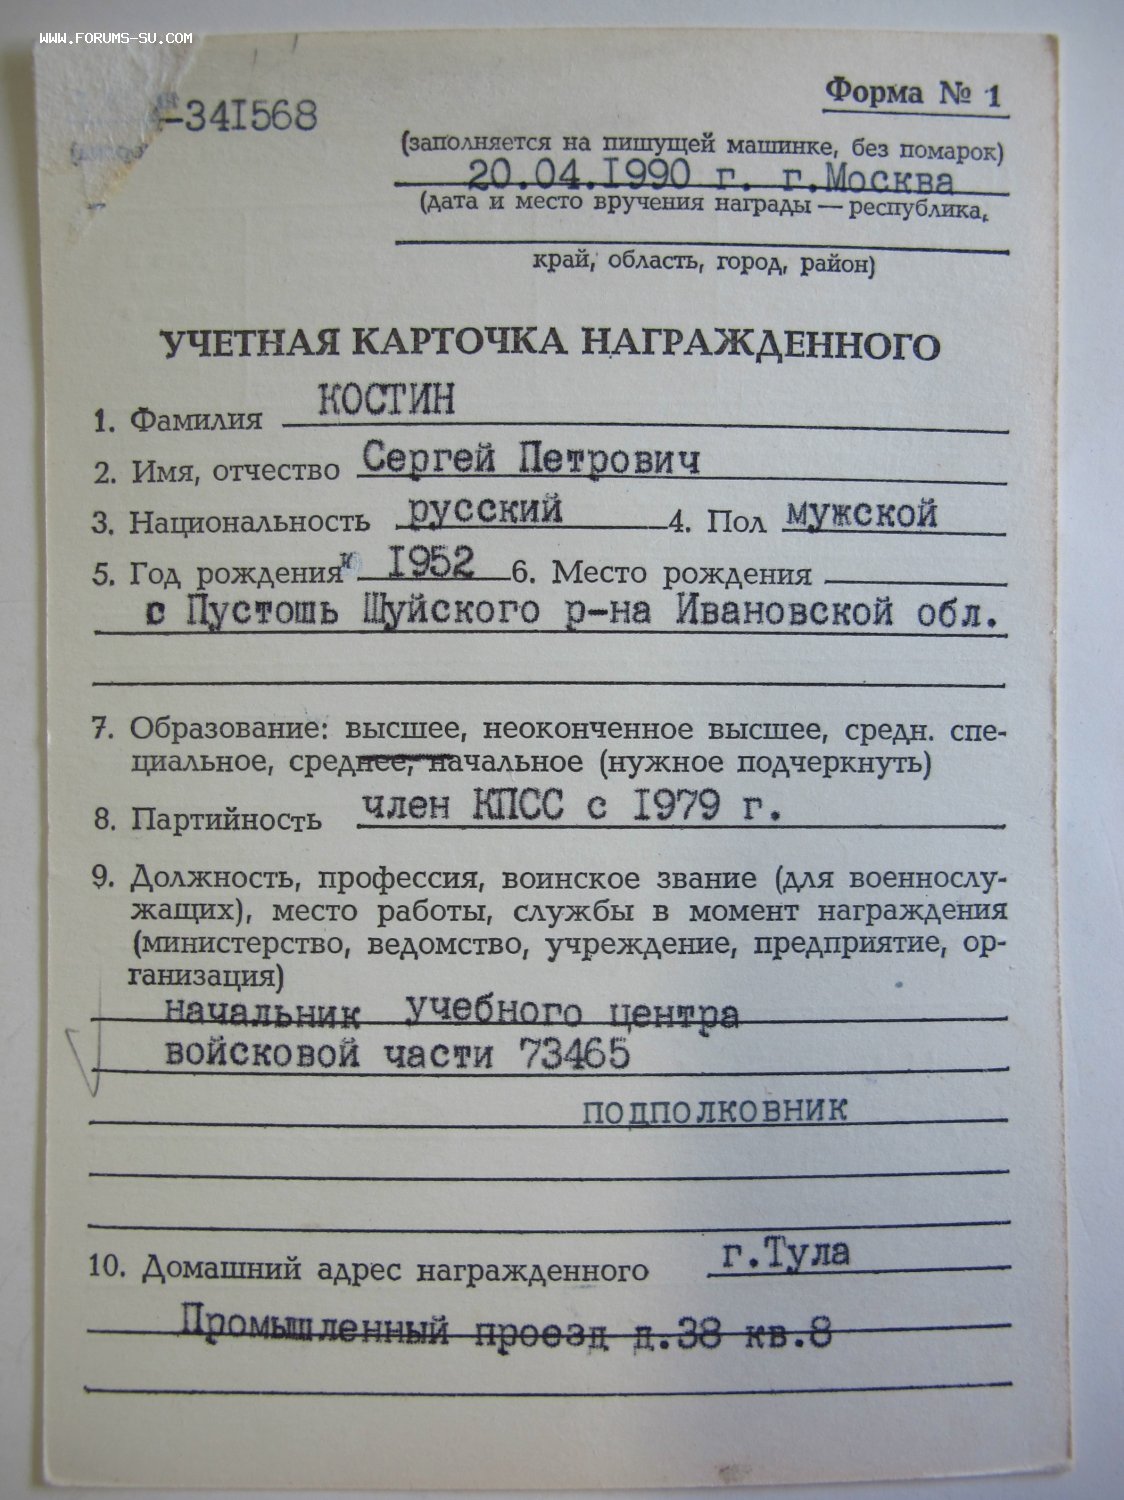 WWW.FORUMS-SU.COM
-34I568
Форма № 1
(заполняется на пишущей машинке, без помарок)
20.04.I990 г. г.Москва
(дата и место вручения награды — республика,
край, область, город, район)
УЧЕТНАЯ КАРТОЧКА НАГРАЖДЕННОГО
1. Фамилия КОСТИН
2. Имя, отчество Сергей Петрович
3. Национальность русский 4. Пол мужской
5. Год рождения I952 6. Место рождения
с Пустошь Шуйского р-на Ивановской обл.
7. Образование: высшее, неоконченное высшее, средн. спе-
циальное, среднее, начальное (нужное подчеркнуть)
8. Партийность член КПСС с I979 г.
9. Должность, профессия, воинское звание (для военнослу-
жащих), место работы, службы в момент награждения
(министерство, ведомство, учреждение, предприятие, ор-
ганизация)
начальник учебного центра
войсковой части 73465
подполковник
10. Домашний адрес награжденного г.Тула
Промышленный проезд д.38 кв.8